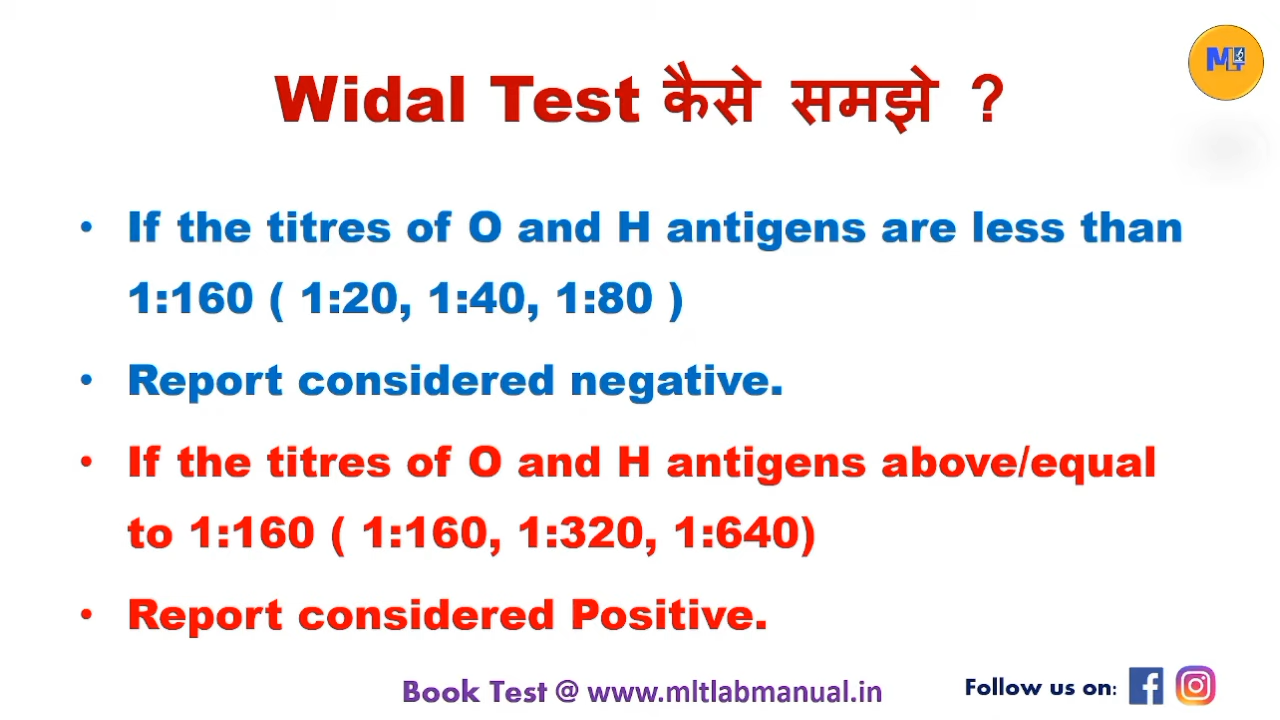 MLT
Widal Test कैसे समझे ?
• If the titres of O and H antigens are less than
1:160 ( 1:20, 1:40, 1:80 )
• Report considered negative.
• If the titres of O and H antigens above/equal
to 1:160 ( 1:160, 1:320, 1:640)
• Report considered Positive.
Book Test @ www.mltlabmanual.in
Follow us on: